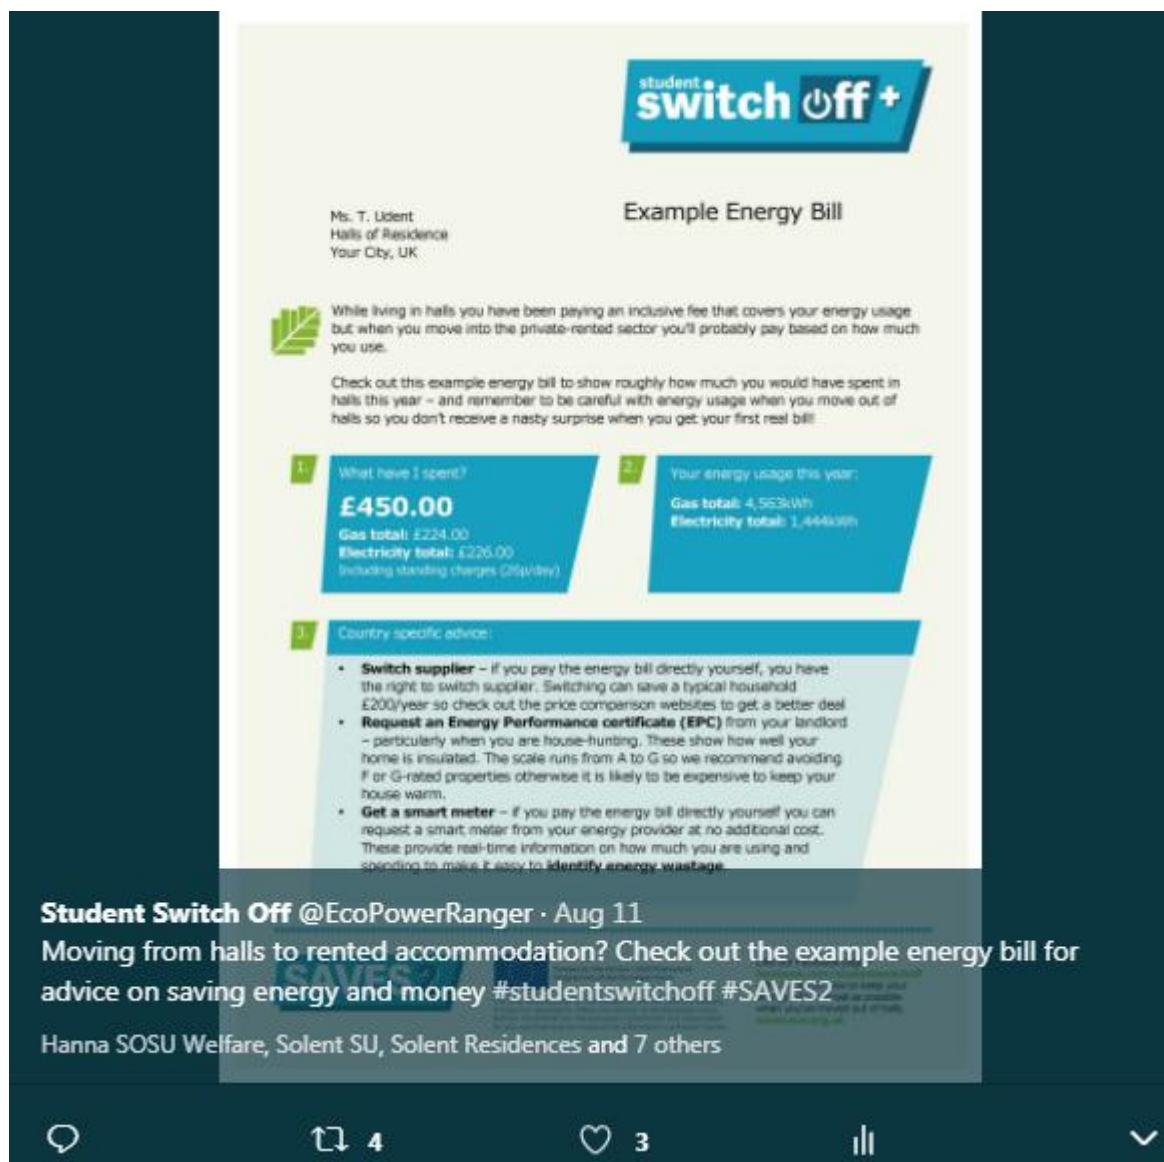 student
switch off +
Example Energy Bill
Ms. T. Udent
Halls of Residence
Your City, UK
While living in halls you have been paying an inclusive fee that covers your energy usage
but when you move into the private-rented sector you'll probably pay based on how much
you use.
Check out this example energy bill to show roughly how much you would have spent in
halls this year – and remember to be careful with energy usage when you move out of
halls so you don't receive a nasty surprise when you get your first real bill!
1.
What have I spent?
£450.00
Gas total: £224.00
Electricity total: £226.00
Including standing charges (26p/day)
2.
Your energy usage this year:
Gas total: 4,563kWh
Electricity total: 1,444kWh
3.
Country specific advice:
• Switch supplier – if you pay the energy bill directly yourself, you have
the right to switch supplier. Switching can save a typical household
£200/year so check out the price comparison websites to get a better deal
• Request an Energy Performance certificate (EPC) from your landlord
– particularly when you are house-hunting. These show how well your
home is insulated. The scale runs from A to G so we recommend avoiding
F or G-rated properties otherwise it is likely to be expensive to keep your
house warm.
• Get a smart meter – if you pay the energy bill directly yourself you can
request a smart meter from your energy provider at no additional cost.
These provide real-time information on how much you are using and
spending to make it easy to identify energy wastage.
Student Switch Off @EcoPowerRanger · Aug 11
Moving from halls to rented accommodation? Check out the example energy bill for
advice on saving energy and money #studentswitchoff #SAVES2
SAVES2
Hanna SOSU Welfare, Solent SU, Solent Residences and 7 others
4
3